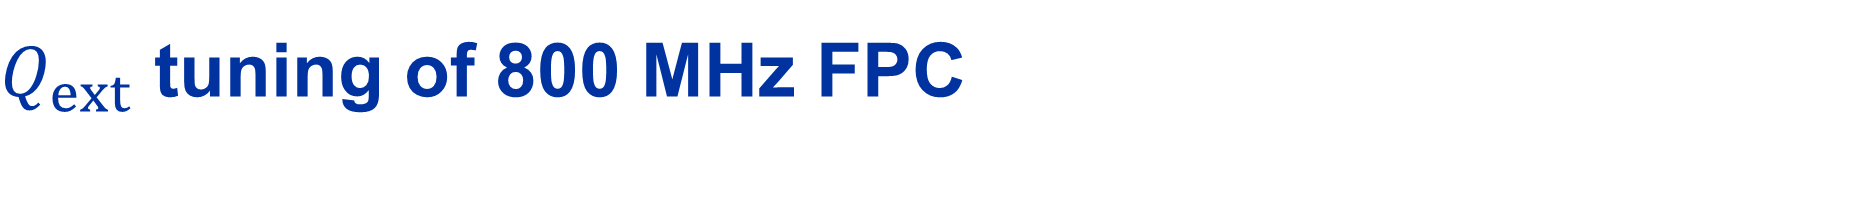 Qext tuning of 800 MHz FPC